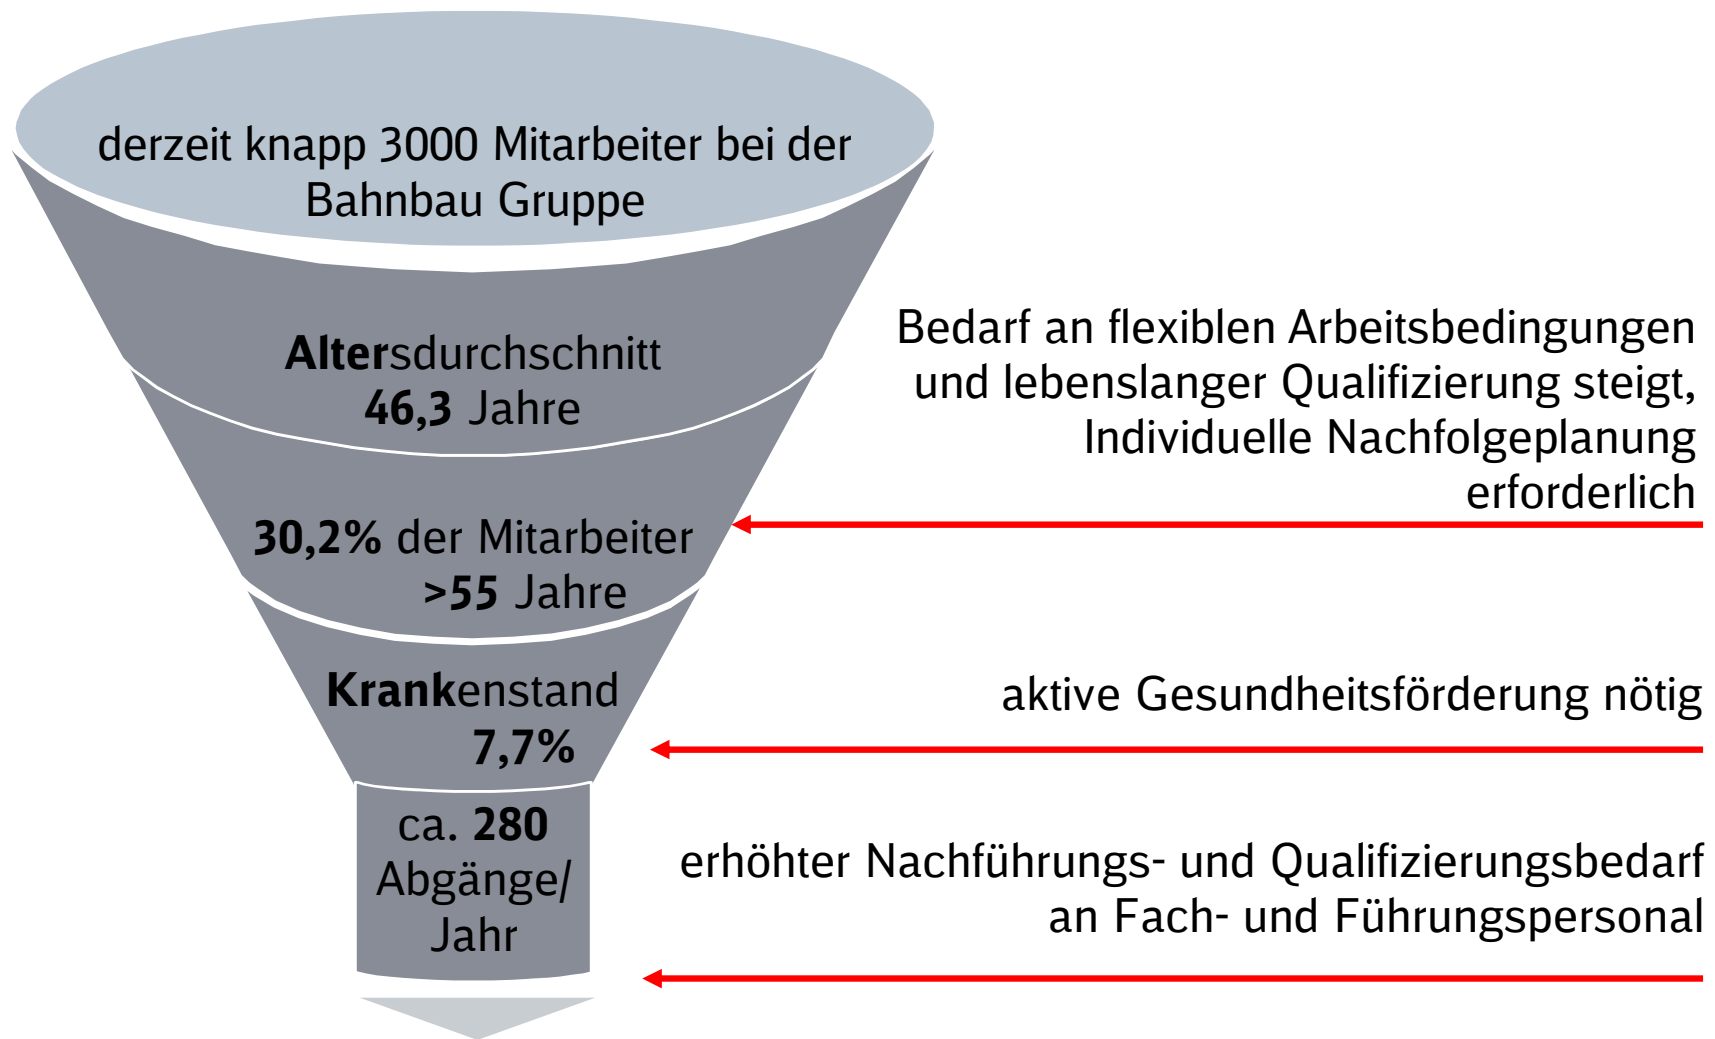 derzeit knapp 3000 Mitarbeiter bei der
Bahnbau Gruppe
Altersdurchschnitt
46,3 Jahre
30,2% der Mitarbeiter
>55 Jahre
Krankenstand
7,7%
ca. 280
Abgänge/
Jahr
Bedarf an flexiblen Arbeitsbedingungen
und lebenslanger Qualifizierung steigt,
Individuelle Nachfolgeplanung
erforderlich
aktive Gesundheitsförderung nötig
erhöhter Nachführungs- und Qualifizierungsbedarf
an Fach- und Führungspersonal